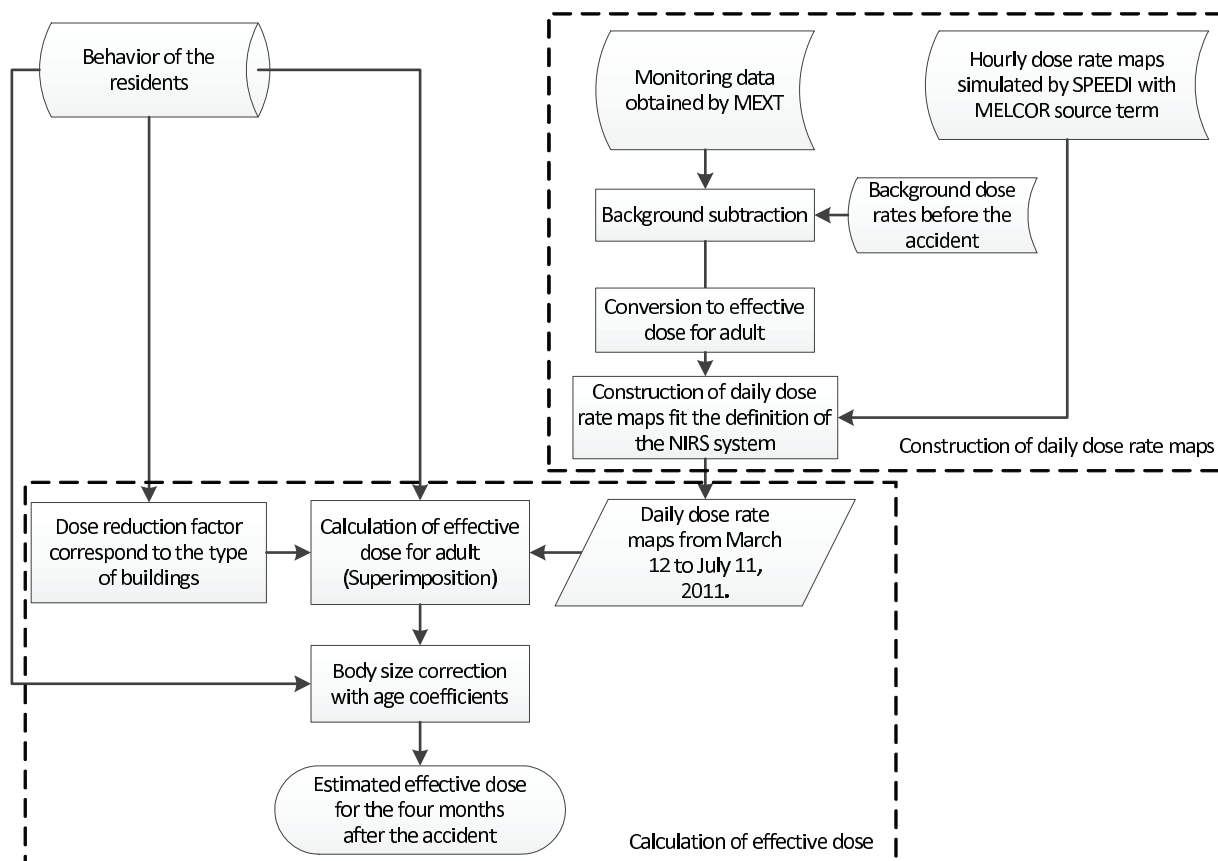 Behavior of the
residents
Monitoring data
obtained by MEXT
Hourly dose rate maps
simulated by SPEEDI with
MELCOR source term
Background subtraction
Background dose
rates before the
accident
Conversion to effective
dose for adult
Construction of daily dose
rate maps fit the definition of
the NIRS system
Construction of daily dose rate maps
Dose reduction factor
correspond to the type
of buildings
Calculation of effective
dose for adult
(Superimposition)
Daily dose rate
maps from March
12 to July 11,
2011.
Body size correction
with age coefficients
Estimated effective dose
for the four months
after the accident
Calculation of effective dose